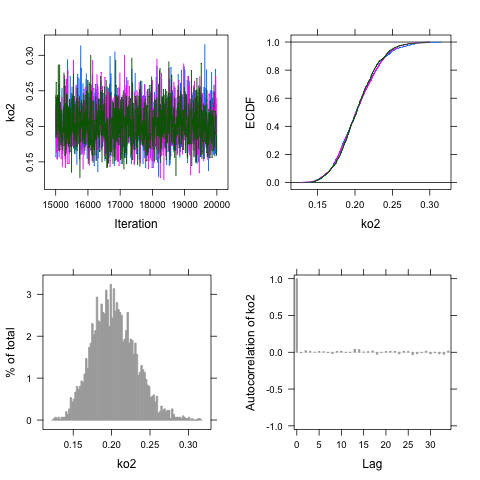 ko2
0.15 0.20 0.25 0.30
15000 16000 17000 18000 19000 20000
Iteration
ECDF
0.0 0.2 0.4 0.6 0.8 1.0
0.15 0.20 0.25 0.30
ko2
% of total
0 1 2 3
0.15 0.20 0.25 0.30
ko2
Autocorrelation of ko2
-1.0 -0.5 0.0 0.5 1.0
0 5 10 15 20 25 30
Lag